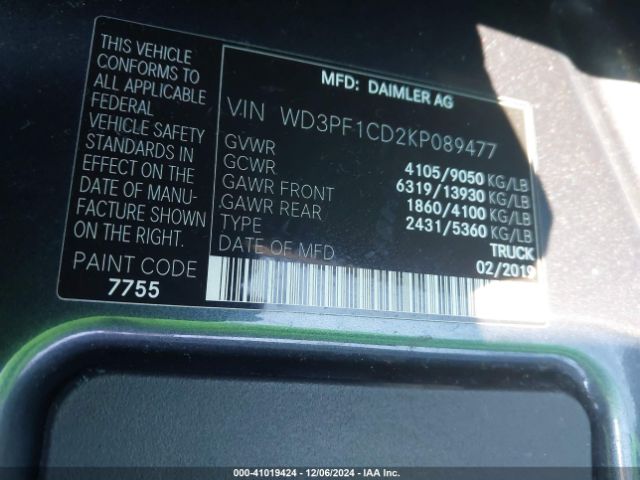 THIS VEHICLE
CONFORMS TO
ALL APPLICABLE
FEDERAL
VEHICLE SAFETY
STANDARDS IN
EFFECT ON THE
DATE OF MANU-
FACTURE SHOWN
ON THE RIGHT.
PAINT CODE
7755
MFD: DAIMLER AG
VIN WD3PF1CD2KP089477
GVWR 4105/9050 KG/LB
GCWR 6319/13930 KG/LB
GAWR FRONT 1860/4100 KG/LB
GAWR REAR 2431/5360 KG/LB
TYPE TRUCK
DATE OF MFD 02/2019
000-41019424 | 12/06/2024 | IAA Inc.